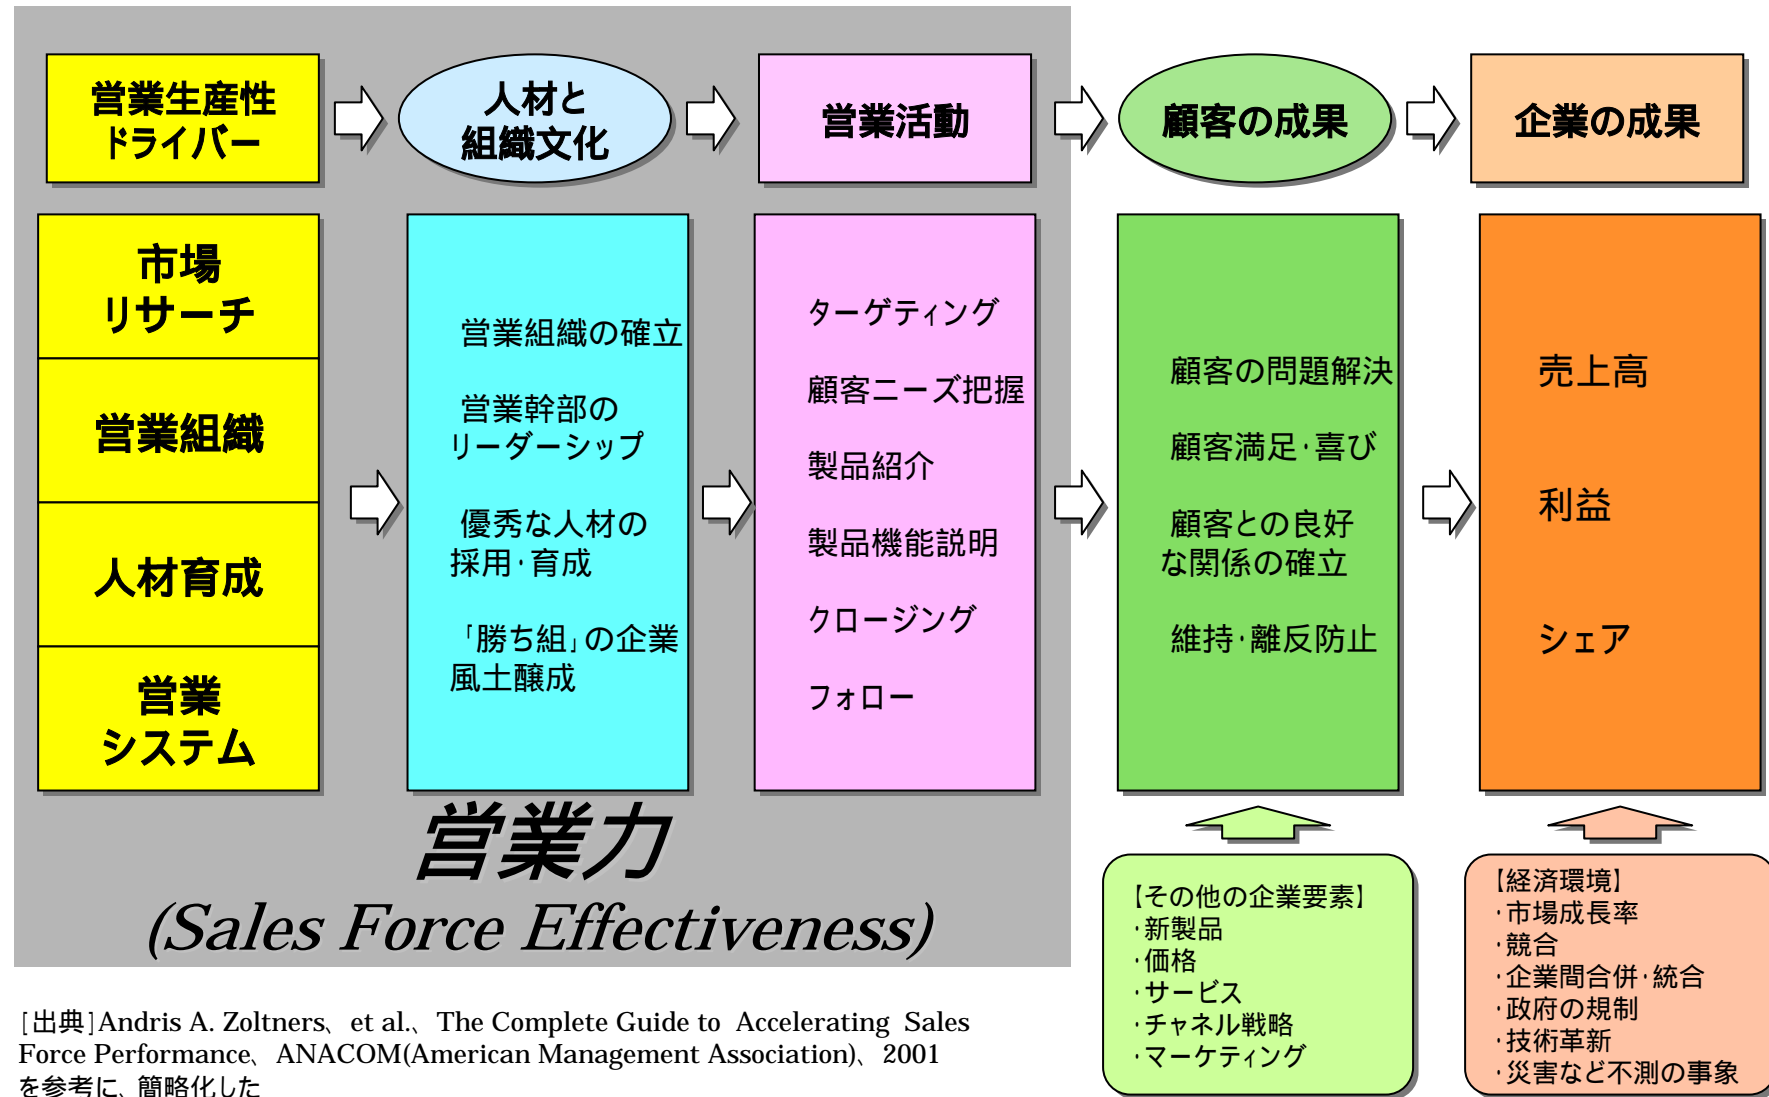 営業生産性
ドライバー
人材と
組織文化
営業活動
顧客の成果
企業の成果
市場
リサーチ
営業組織
人材育成
営業
システム
営業組織の確立
営業幹部の
リーダーシップ
優秀な人材の
採用・育成
「勝ち組」の企業
風土醸成
ターゲティング
顧客ニーズ把握
製品紹介
製品機能説明
クロージング
フォロー
顧客の問題解決
顧客満足・喜び
顧客との良好
な関係の確立
維持・離反防止
売上高
利益
シェア
営業力
(Sales Force Effectiveness)
【その他の企業要素】
・新製品
・価格
・サービス
・チャネル戦略
・マーケティング
【経済環境】
・市場成長率
・競合
・企業間合併・統合
・政府の規制
・技術革新
・災害など不測の事象
[出典]Andris A. Zoltners、et al.、The Complete Guide to Accelerating Sales
Force Performance、ANACOM(American Management Association)、2001
を参考に、簡略化した